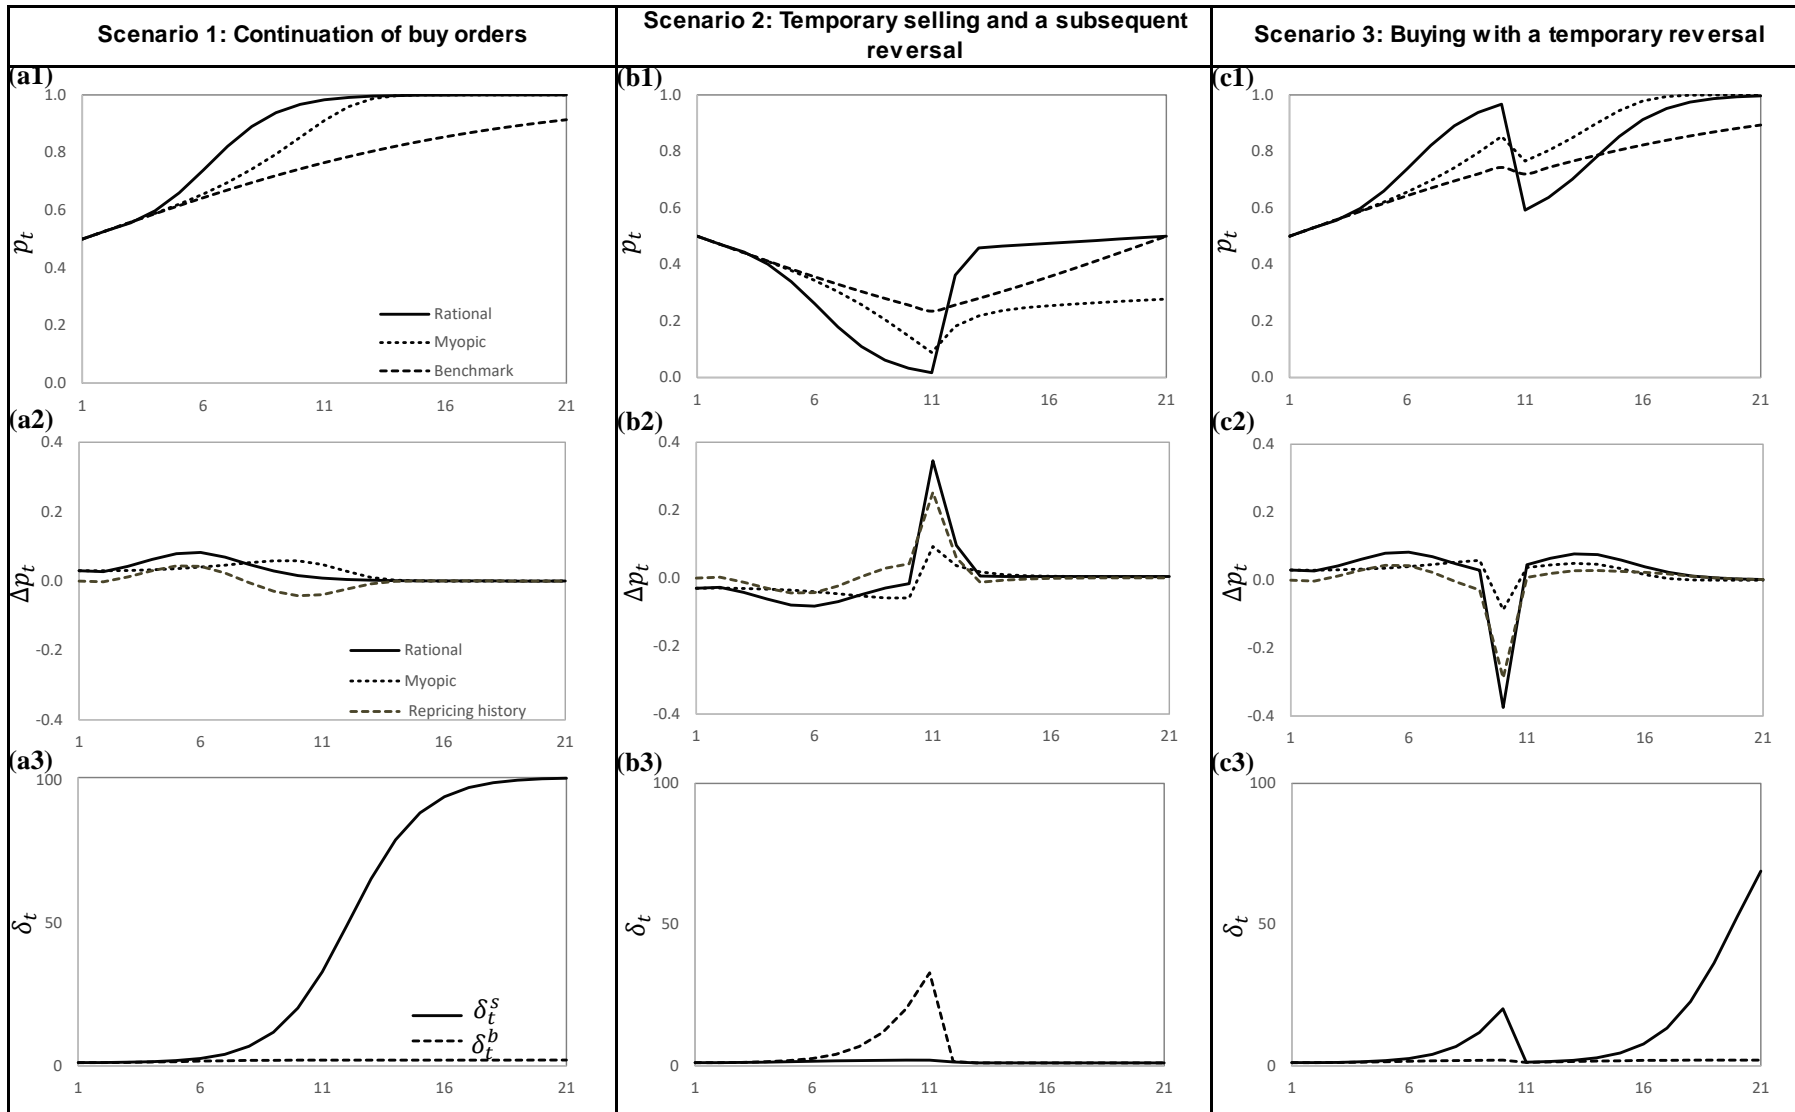 Scenario 1: Continuation of buy orders
Scenario 2: Temporary selling and a subsequent
reversal
Scenario 3: Buying with a temporary reversal
(a1)
1.0
0.8
0.6
0.4
0.2
0.0
p_t
Rational
Myopic
Benchmark
1 6 11 16 21
(b1)
1.0
0.8
0.6
0.4
0.2
0.0
p_t
1 6 11 16 21
(c1)
1.0
0.8
0.6
0.4
0.2
0.0
p_t
1 6 11 16 21
(a2)
0.4
0.2
0.0
-0.2
-0.4
Δp_t
Rational
Myopic
Repricing history
1 6 11 16 21
(b2)
0.4
0.2
0.0
-0.2
-0.4
Δp_t
1 6 11 16 21
(c2)
0.4
0.2
0.0
-0.2
-0.4
Δp_t
1 6 11 16 21
(a3)
100
50
0
δ_t
δ_t^s
δ_t^b
1 6 11 16 21
(b3)
100
50
0
δ_t
1 6 11 16 21
(c3)
100
50
0
δ_t
1 6 11 16 21